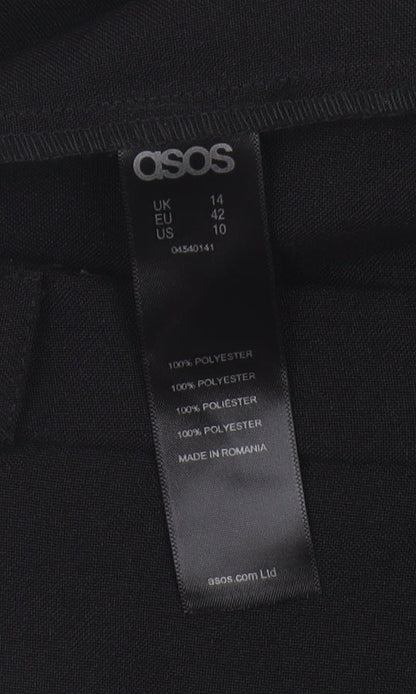 asos
UK 14
EU 42
US 10
04540141
100% POLYESTER
100% POLYESTER
100% POLIÉSTER
100% POLYESTER
MADE IN ROMANIA
asos.com Ltd